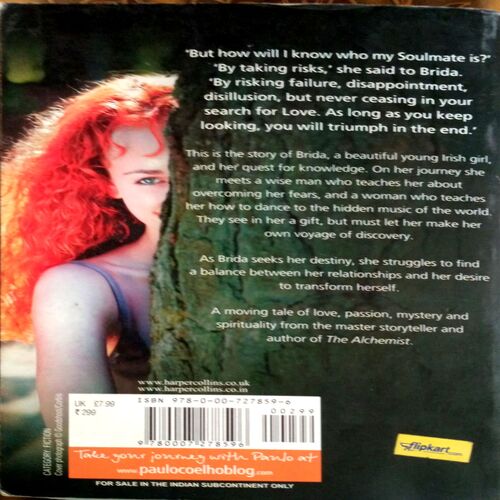 'But how will I know who my Soulmate is?'
'By taking risks,' she said to Brida.
'By risking failure, disappointment,
disillusion, but never ceasing in your
search for Love. As long as you keep
looking, you will triumph in the end.'
This is the story of Brida, a beautiful young Irish girl,
and her quest for knowledge. On her journey she
meets a wise man who teaches her about
overcoming her fears, and a woman who teaches
her how to dance to the hidden music of the world.
They see in her a gift, but must let her make her
own voyage of discovery.
As Brida seeks her destiny, she struggles to find
a balance between her relationships and her desire
to transform herself.
A moving tale of love, passion, mystery and
spirituality from the master storyteller and
author of The Alchemist.
www.harpercollins.co.uk
www.harpercollins.co.in
CATEGORY: FICTION
Cover photograph © Goodshoot/Corbis
UK £7.99
₹ 299
ISBN 978-0-00-727859-6
00299
9 780007 278596
Take your journey with Paulo at
www.paulocoelhoblog.com
FOR SALE IN THE INDIAN SUBCONTINENT ONLY
flipkart.com